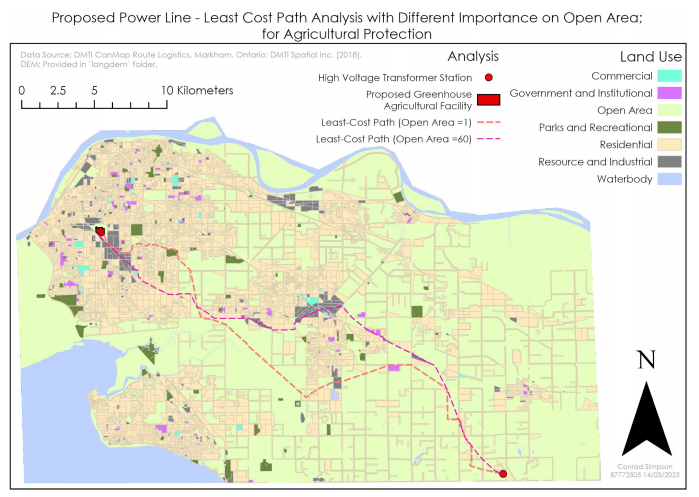 Proposed Power Line - Least Cost Path Analysis with Different Importance on Open Area;
for Agricultural Protection
Data Source: DMTI CanMap Route Logistics, Markham, Ontario: DMTI Spatial Inc. [2018].
DEM: Provided in `langdem` folder.
0 2.5 5 10 Kilometers
Analysis
High Voltage Transformer Station
Proposed Greenhouse
Agricultural Facility
Least-Cost Path (Open Area =1)
Least-Cost Path (Open Area =60)
Land Use
Commercial
Government and Institutional
Open Area
Parks and Recreational
Residential
Resource and Industrial
Waterbody
N
Conrad Simpson
87772505 14/03/2025